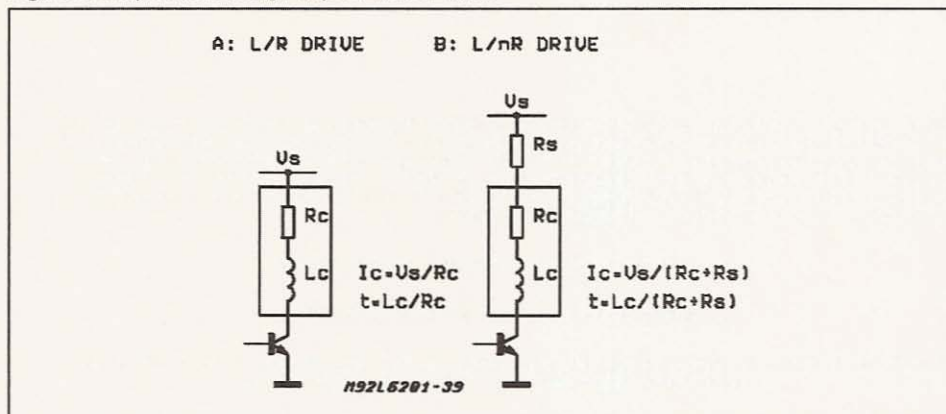 A: L/R DRIVE
B: L/nR DRIVE
Vs
Rc
Lc
Ic=Vs/Rc
t=Lc/Rc
Vs
Rs
Rc
Lc
Ic=Vs/(Rc+Rs)
t=Lc/(Rc+Rs)
M92L6201-39